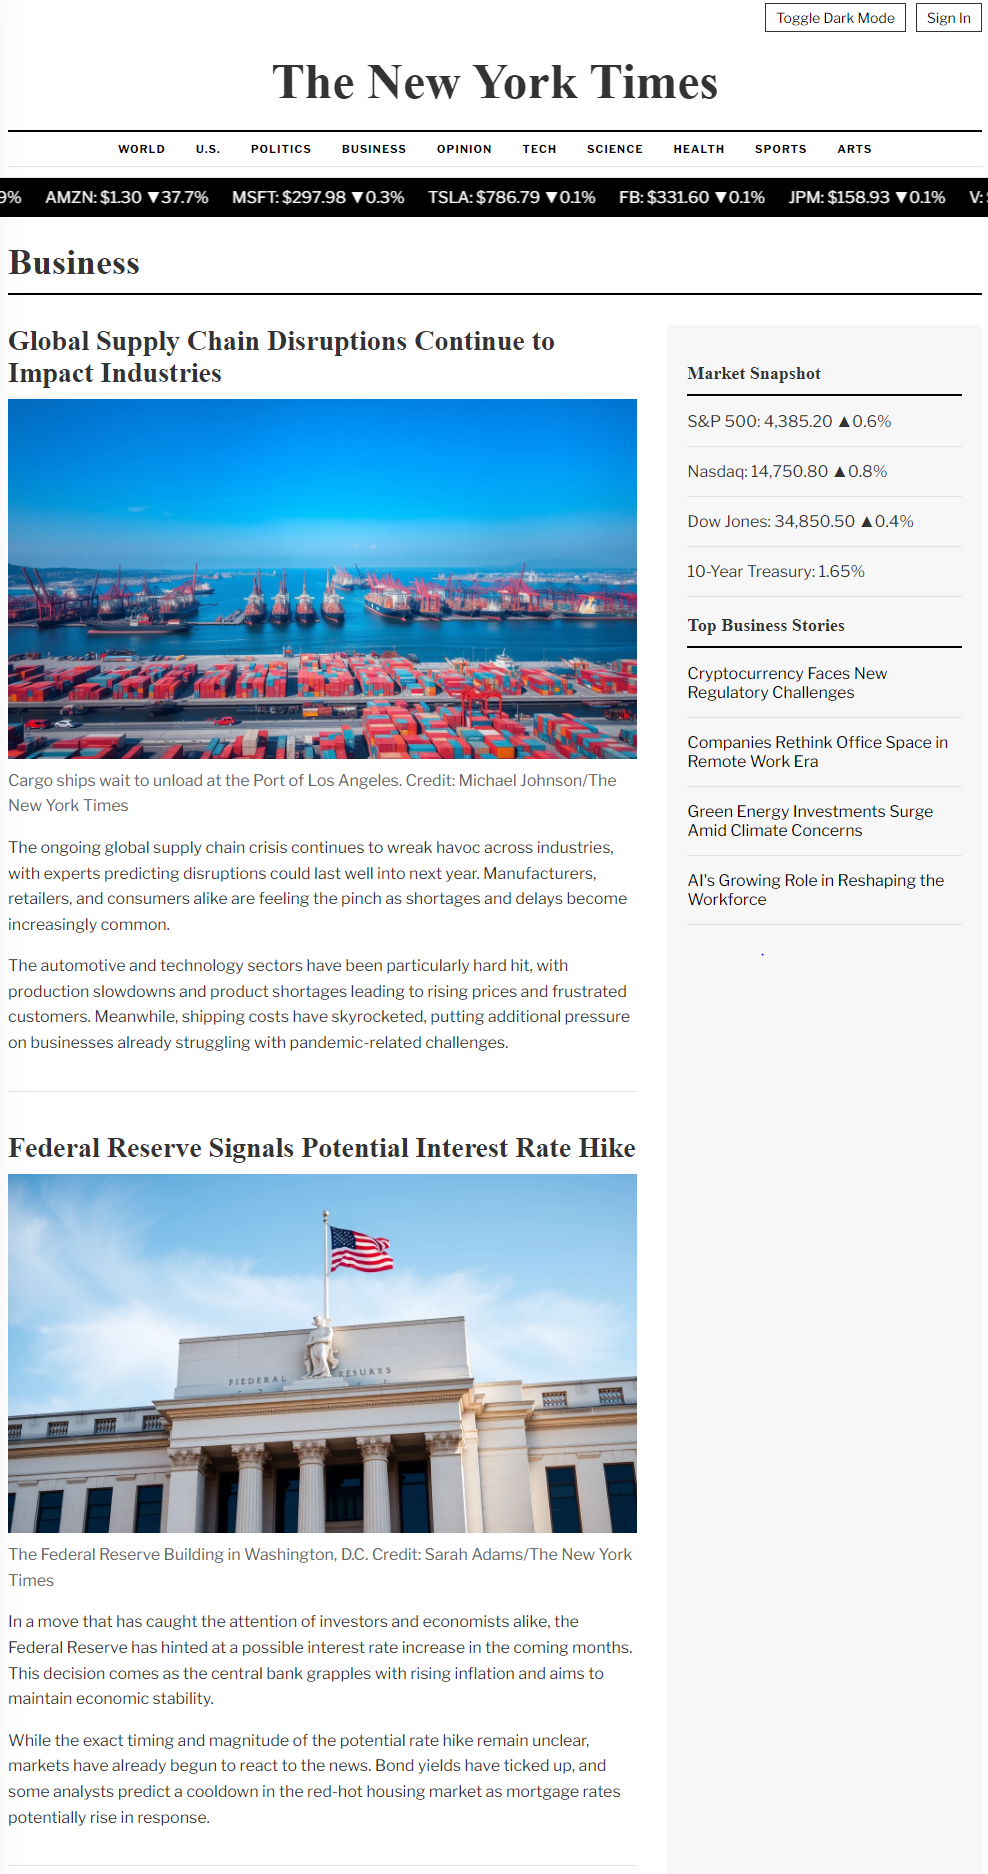 Toggle Dark Mode
Sign In
The New York Times
WORLD U.S. POLITICS BUSINESS OPINION TECH SCIENCE HEALTH SPORTS ARTS
9% AMZN: $1.30 ▼37.7% MSFT: $297.98 ▼0.3% TSLA: $786.79 ▼0.1% FB: $331.60 ▼0.1% JPM: $158.93 ▼0.1% V:
Business
Global Supply Chain Disruptions Continue to
Impact Industries
Cargo ships wait to unload at the Port of Los Angeles. Credit: Michael Johnson/The
New York Times
The ongoing global supply chain crisis continues to wreak havoc across industries,
with experts predicting disruptions could last well into next year. Manufacturers,
retailers, and consumers alike are feeling the pinch as shortages and delays become
increasingly common.
The automotive and technology sectors have been particularly hard hit, with
production slowdowns and product shortages leading to rising prices and frustrated
customers. Meanwhile, shipping costs have skyrocketed, putting additional pressure
on businesses already struggling with pandemic-related challenges.
Federal Reserve Signals Potential Interest Rate Hike
FIEDERAL RESURES
The Federal Reserve Building in Washington, D.C. Credit: Sarah Adams/The New York
Times
In a move that has caught the attention of investors and economists alike, the
Federal Reserve has hinted at a possible interest rate increase in the coming months.
This decision comes as the central bank grapples with rising inflation and aims to
maintain economic stability.
While the exact timing and magnitude of the potential rate hike remain unclear,
markets have already begun to react to the news. Bond yields have ticked up, and
some analysts predict a cooldown in the red-hot housing market as mortgage rates
potentially rise in response.
Market Snapshot
S&P 500: 4,385.20 ▲0.6%
Nasdaq: 14,750.80 ▲0.8%
Dow Jones: 34,850.50 ▲0.4%
10-Year Treasury: 1.65%
Top Business Stories
Cryptocurrency Faces New
Regulatory Challenges
Companies Rethink Office Space in
Remote Work Era
Green Energy Investments Surge
Amid Climate Concerns
AI's Growing Role in Reshaping the
Workforce